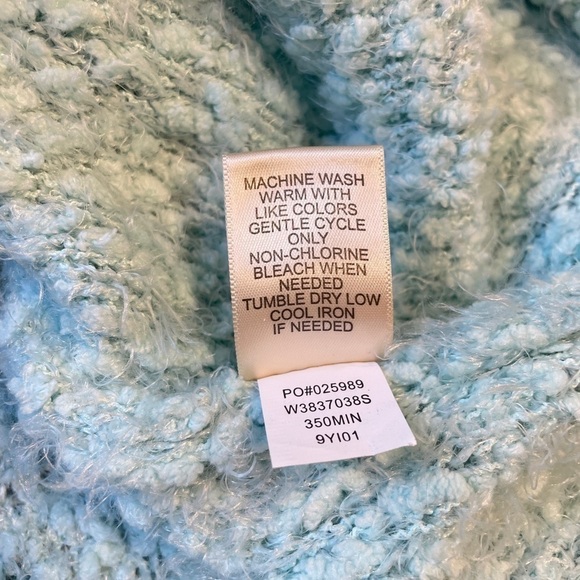 MACHINE WASH
WARM WITH
LIKE COLORS
GENTLE CYCLE
ONLY
NON-CHLORINE
BLEACH WHEN
NEEDED
TUMBLE DRY LOW
COOL IRON
IF NEEDED
PO#025989
W3837038S
350MIN
9YI01